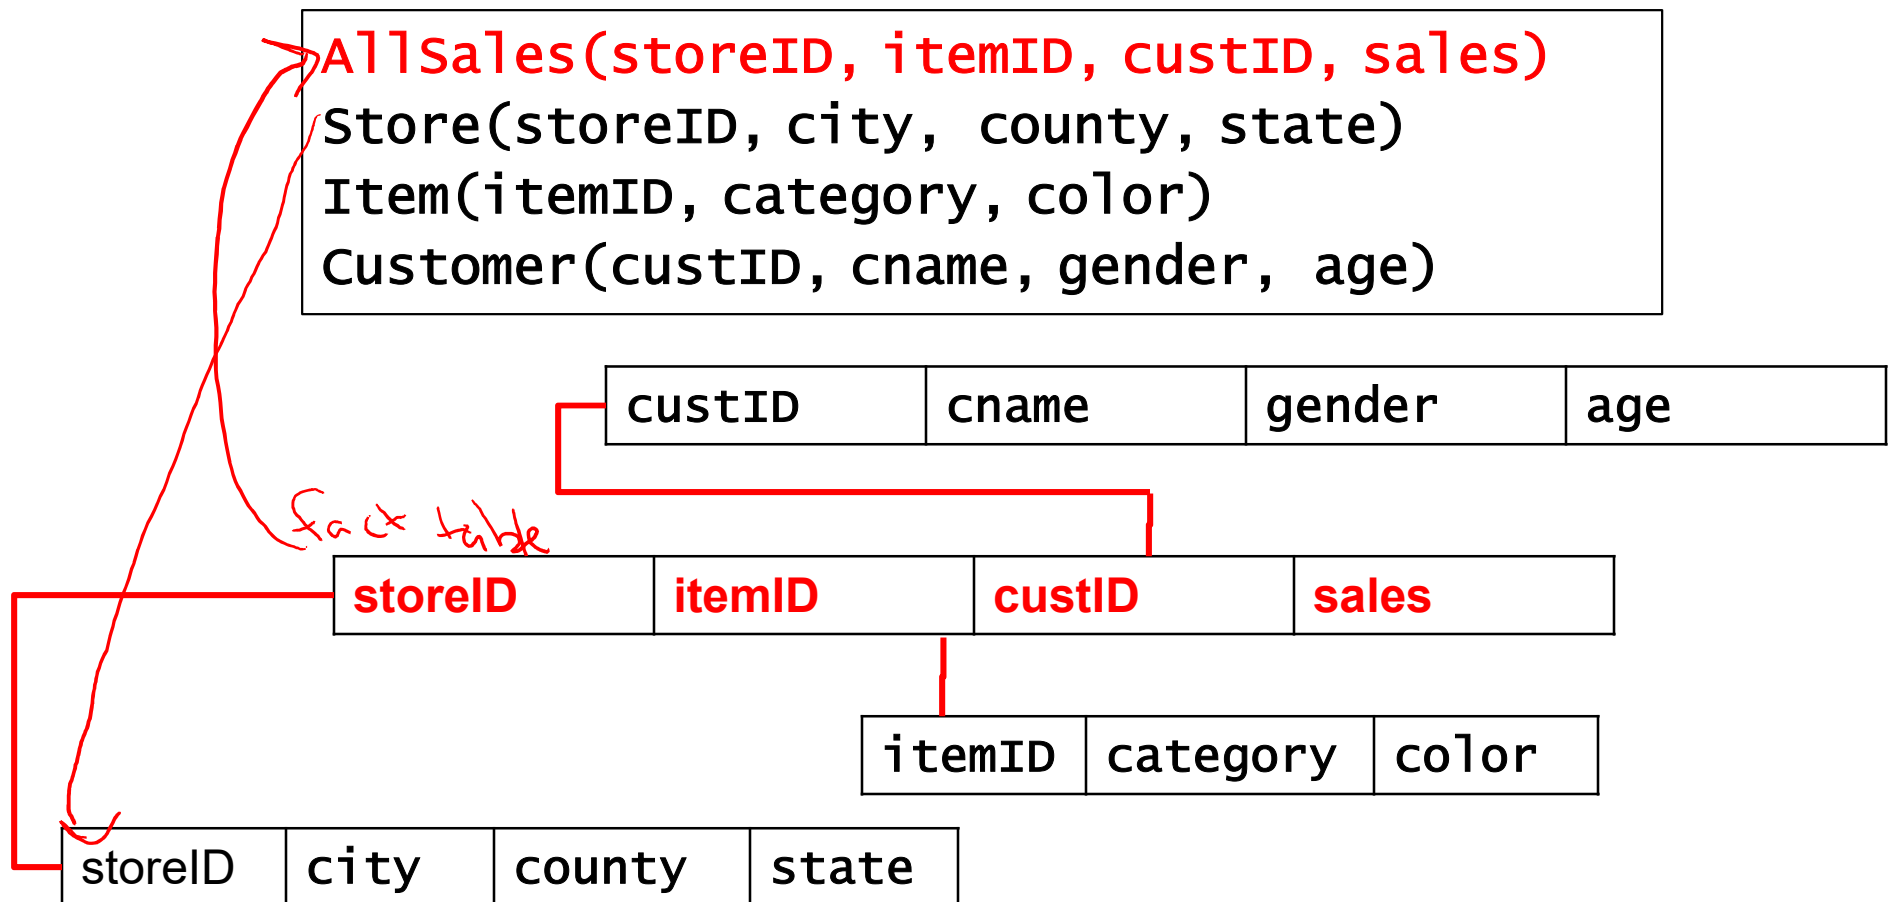 AllSales(storeID, itemID, custID, sales)
Store(storeID, city, county, state)
Item(itemID, category, color)
Customer(custID, cname, gender, age)
custID cname gender age
fact table
storeID itemID custID sales
itemID category color
storeID city county state